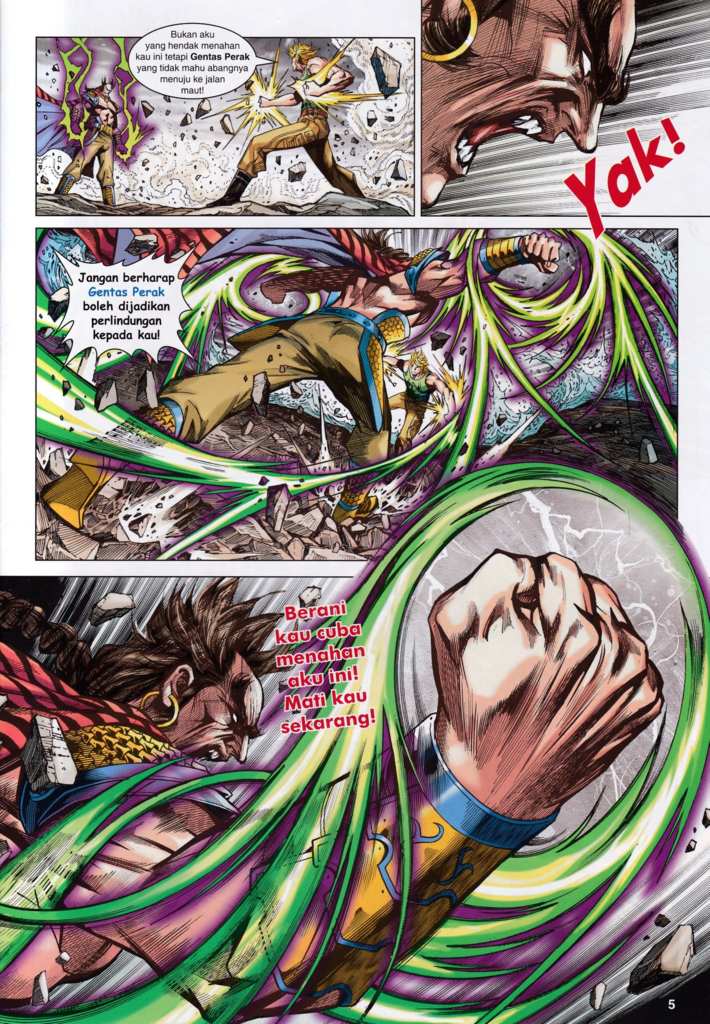 Bukan aku
yang hendak menahan
kau ini tetapi Gentas Perak
yang tidak mahu abangnya
menuju ke jalan
maut!
Yak!
Jangan berharap
Gentas Perak
boleh dijadikan
perlindungan
kepada kau!
Berani
kau cuba
menahan
aku ini!
Mati kau
sekarang!
5